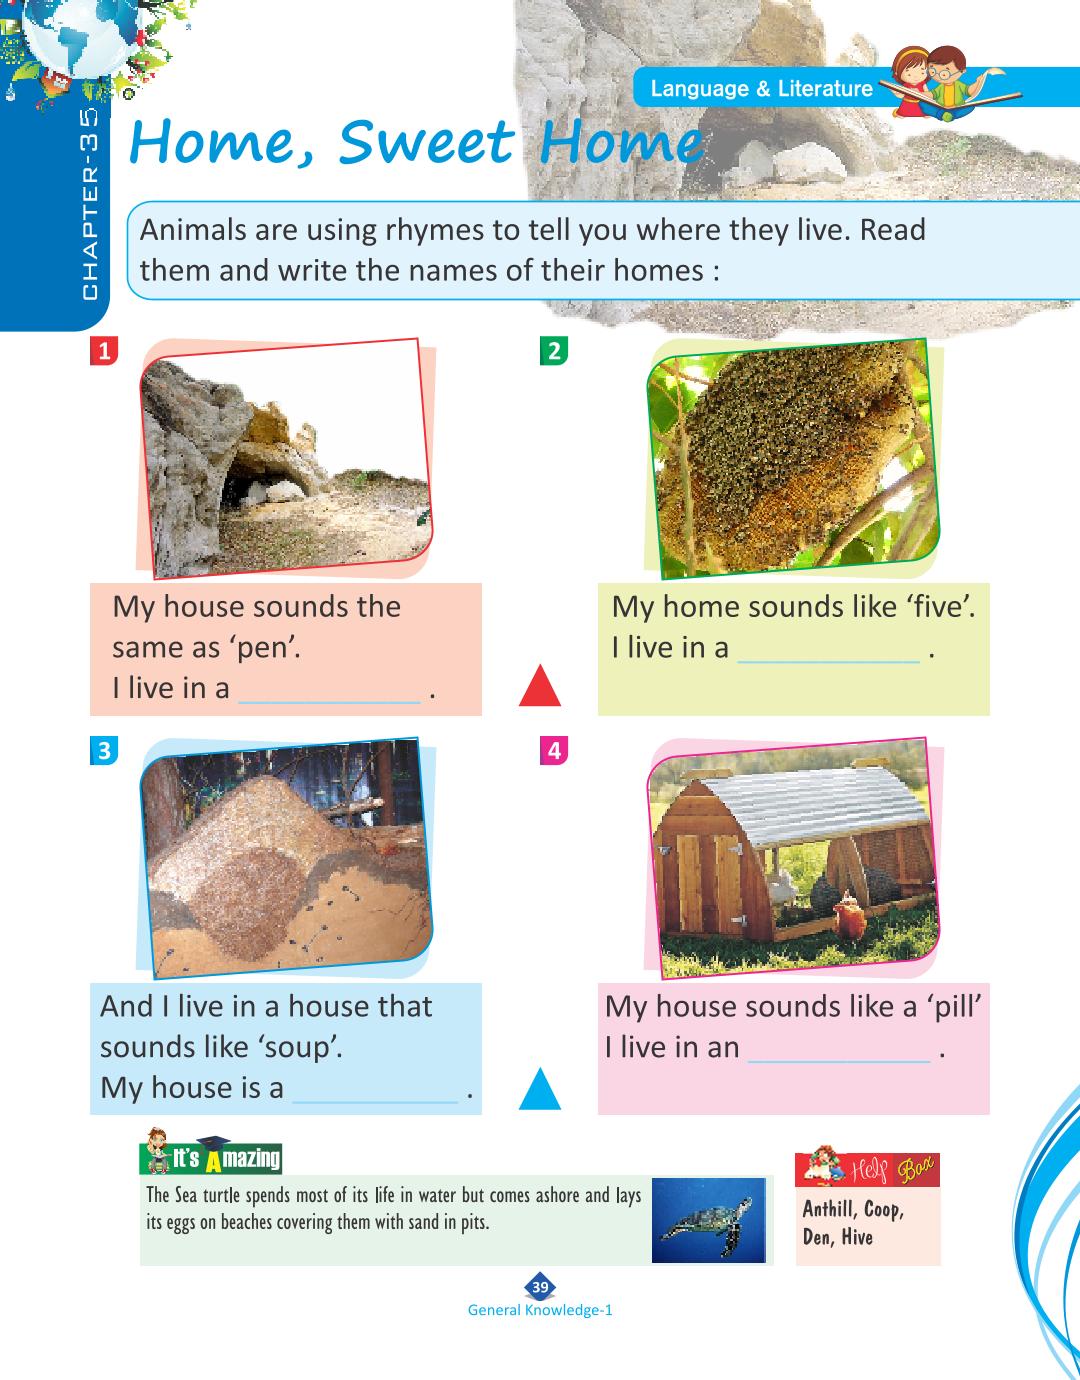 Language & Literature
CHAPTER-35
Home, Sweet Home
Animals are using rhymes to tell you where they live. Read
them and write the names of their homes :
1
My house sounds the
same as ‘pen’.
I live in a ____________ .
2
My home sounds like ‘five’.
I live in a ____________ .
3
And I live in a house that
sounds like ‘soup’.
My house is a ___________ .
4
My house sounds like a ‘pill’
I live in an ____________ .
It's Amazing
The Sea turtle spends most of its life in water but comes ashore and lays
its eggs on beaches covering them with sand in pits.
Help Box
Anthill, Coop,
Den, Hive
39
General Knowledge-1